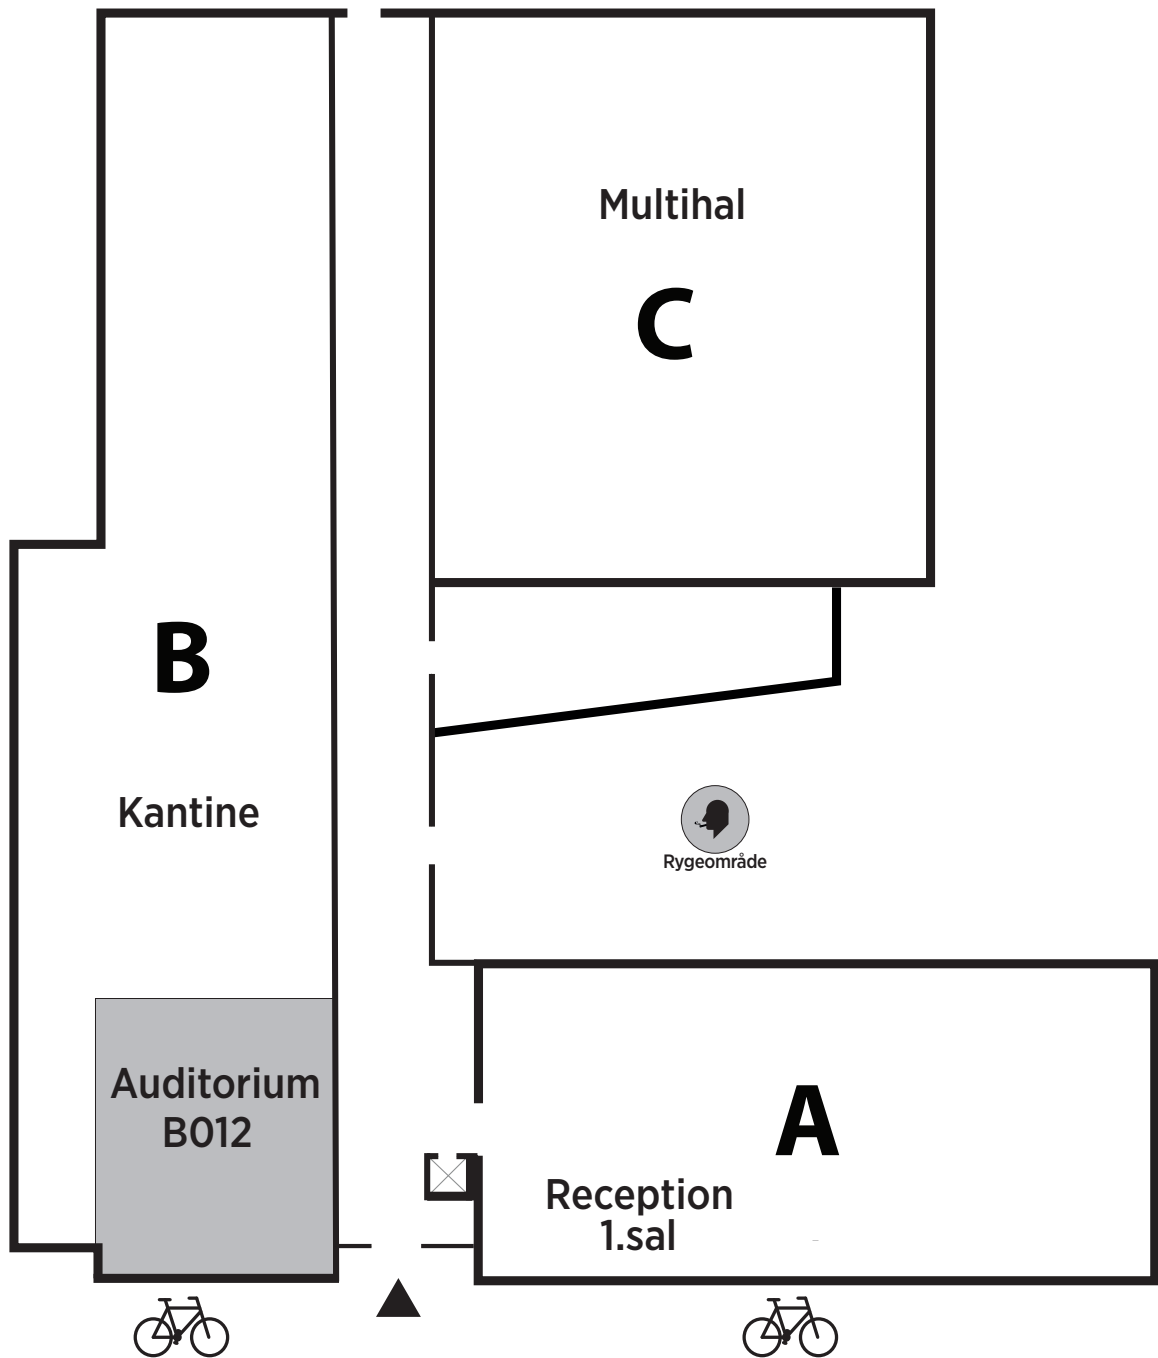 Multihal
C
B
Kantine
Rygeområde
Auditorium
B012
A
Reception
1.sal